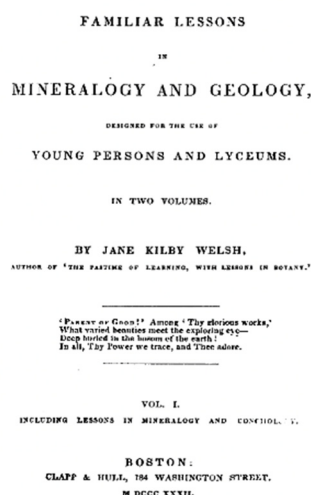 FAMILIAR LESSONS
IN
MINERALOGY AND GEOLOGY,
DESIGNED FOR THE USE OF
YOUNG PERSONS AND LYCEUMS.
IN TWO VOLUMES.
BY JANE KILBY WELSH,
AUTHOR OF 'THE PASTIME OF LEARNING, WITH LESSONS IN BOTANY.'
'PARENT OF GOOD!' AMONG 'Thy glorious works,'
What varied beauties meet the exploring eye—
Deep buried in the bosom of the earth!
In all, Thy Power we trace, and Thee adore.
VOL. I.
INCLUDING LESSONS IN MINERALOGY AND
BOSTON:
CLAPP & HULL, 184 WASHINGTON STREET.
M DCCC XXXII.